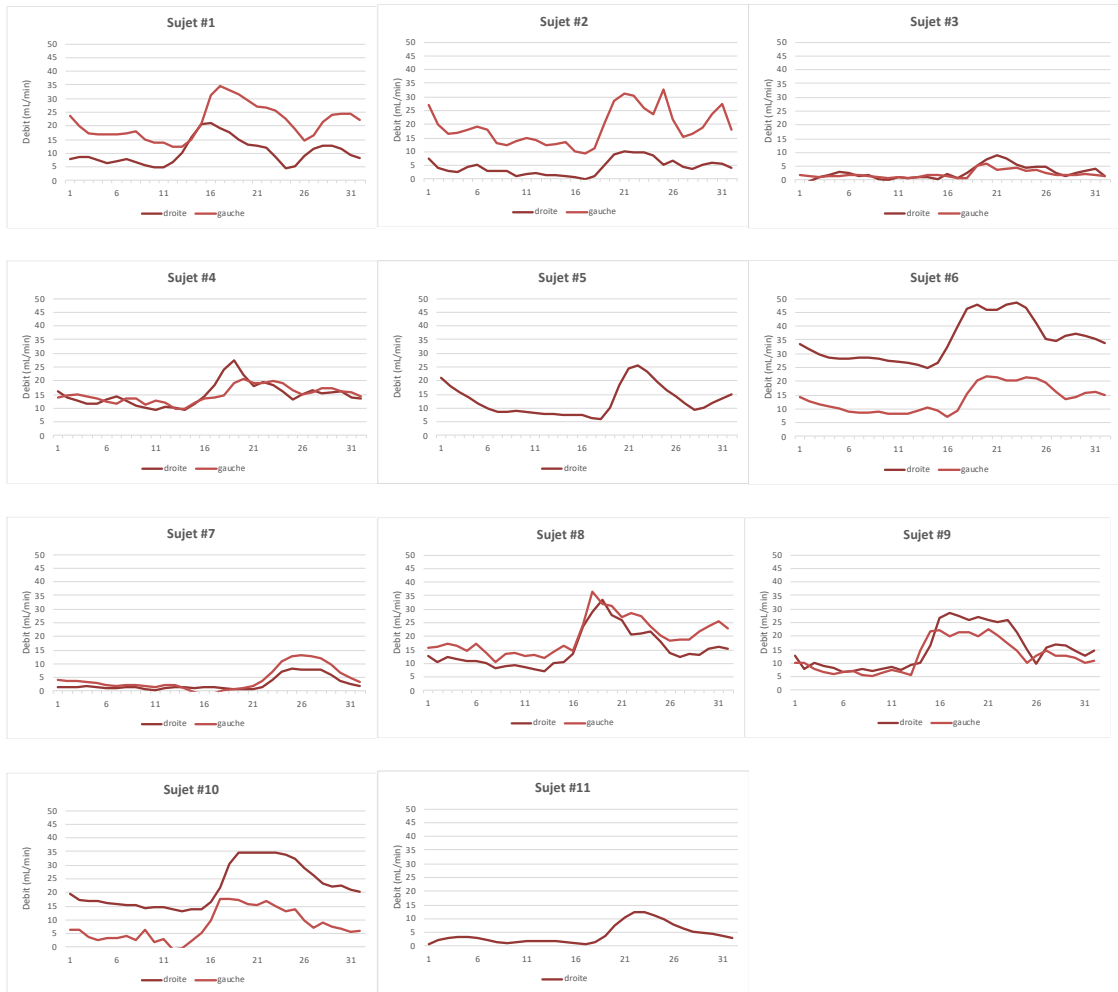 Sujet #1
50
45
40
35
30
25
20
15
10
5
0
Debit (mL/min)
1 6 11 16 21 26 31
droite gauche
Sujet #2
50
45
40
35
30
25
20
15
10
5
0
Debit (mL/min)
1 6 11 16 21 26 31
droite gauche
Sujet #3
50
45
40
35
30
25
20
15
10
5
0
Debit (mL/min)
1 6 11 16 21 26 31
droite gauche
Sujet #4
50
45
40
35
30
25
20
15
10
5
0
Debit (mL/min)
1 6 11 16 21 26 31
droite gauche
Sujet #5
50
45
40
35
30
25
20
15
10
5
0
Debit (mL/min)
1 6 11 16 21 26 31
droite
Sujet #6
50
45
40
35
30
25
20
15
10
5
0
Debit (mL/min)
1 6 11 16 21 26 31
droite gauche
Sujet #7
50
45
40
35
30
25
20
15
10
5
0
Debit (mL/min)
1 6 11 16 21 26 31
droite gauche
Sujet #8
50
45
40
35
30
25
20
15
10
5
0
Debit (mL/min)
1 6 11 16 21 26 31
droite gauche
Sujet #9
50
45
40
35
30
25
20
15
10
5
0
Debit (mL/min)
1 6 11 16 21 26 31
droite gauche
Sujet #10
50
45
40
35
30
25
20
15
10
5
0
Debit (mL/min)
1 6 11 16 21 26 31
droite gauche
Sujet #11
50
45
40
35
30
25
20
15
10
5
0
Debit (mL/min)
1 6 11 16 21 26 31
droite